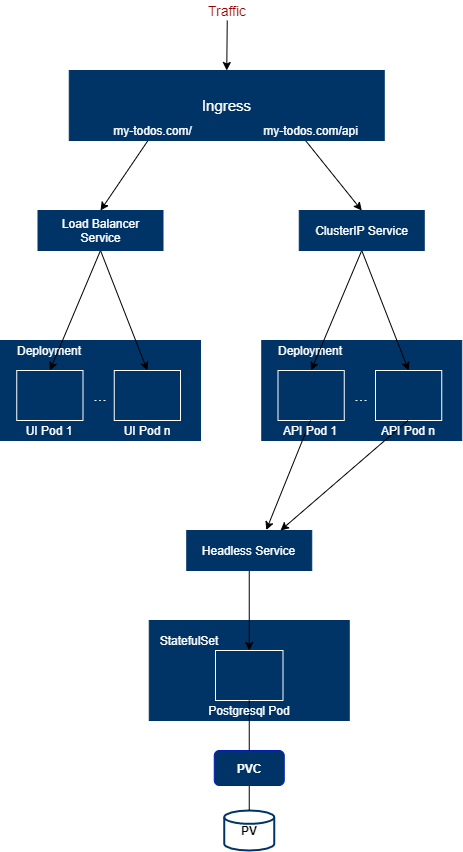 Traffic
Ingress
my-todos.com/ my-todos.com/api
Load Balancer
Service
ClusterIP Service
Deployment
...
UI Pod 1 UI Pod n
Deployment
...
API Pod 1 API Pod n
Headless Service
StatefulSet
Postgresql Pod
PVC
PV